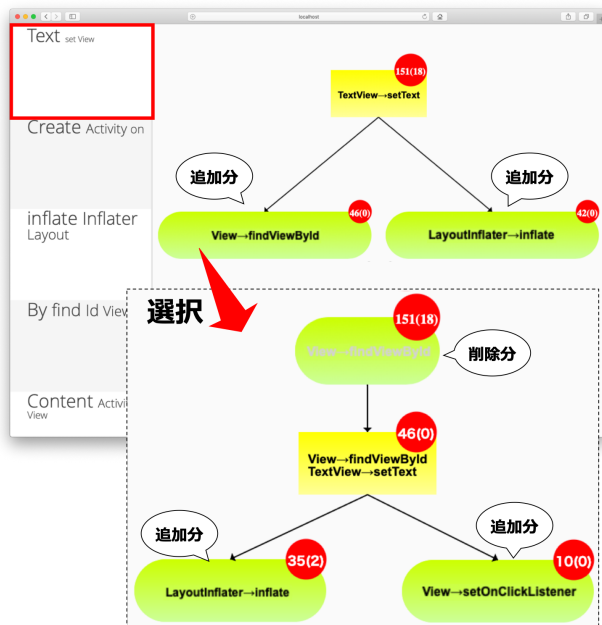 localhost
Text set View
Create Activity on
inflate Inflater
Layout
By find Id View
Content Activi
View
151(18)
TextView→setText
追加分
追加分
46(0)
View→findViewById
42(0)
LayoutInflater→inflate
選択
151(18)
View→findViewById
削除分
46(0)
View→findViewById
TextView→setText
追加分
追加分
35(2)
LayoutInflater→inflate
10(0)
View→setOnClickListener